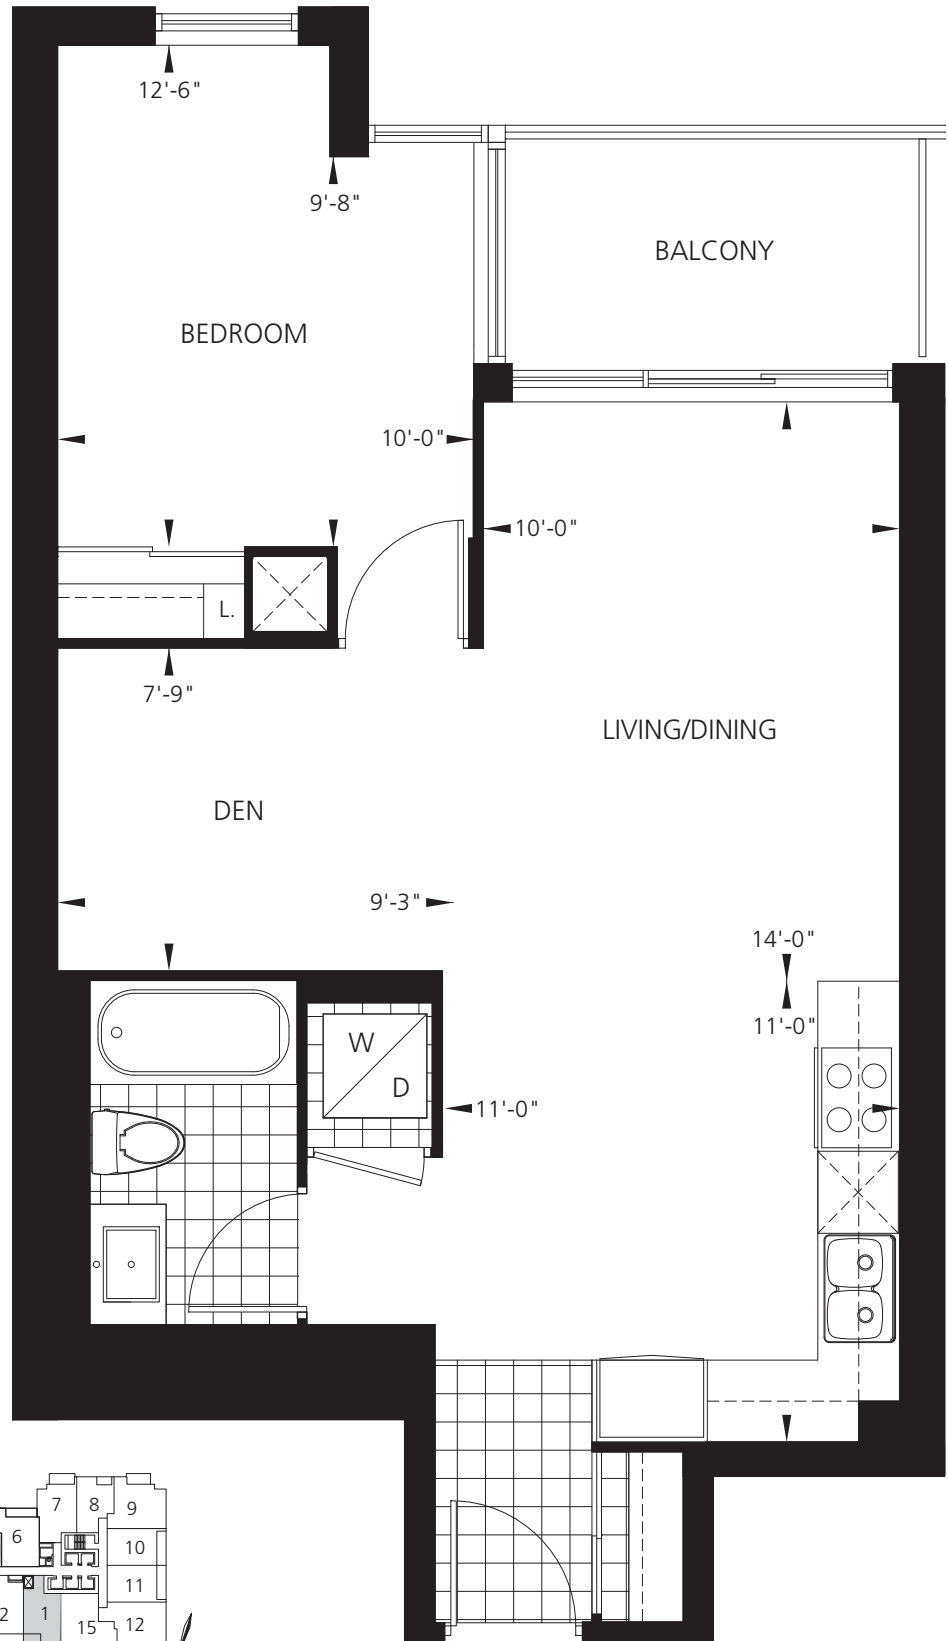 12'-6"
9'-8"
BALCONY
BEDROOM
10'-0"
10'-0"
L.
7'-9"
LIVING/DINING
DEN
9'-3"
14'-0"
11'-0"
W
D
11'-0"
7 8 9
6
10
11
2 1
15 12